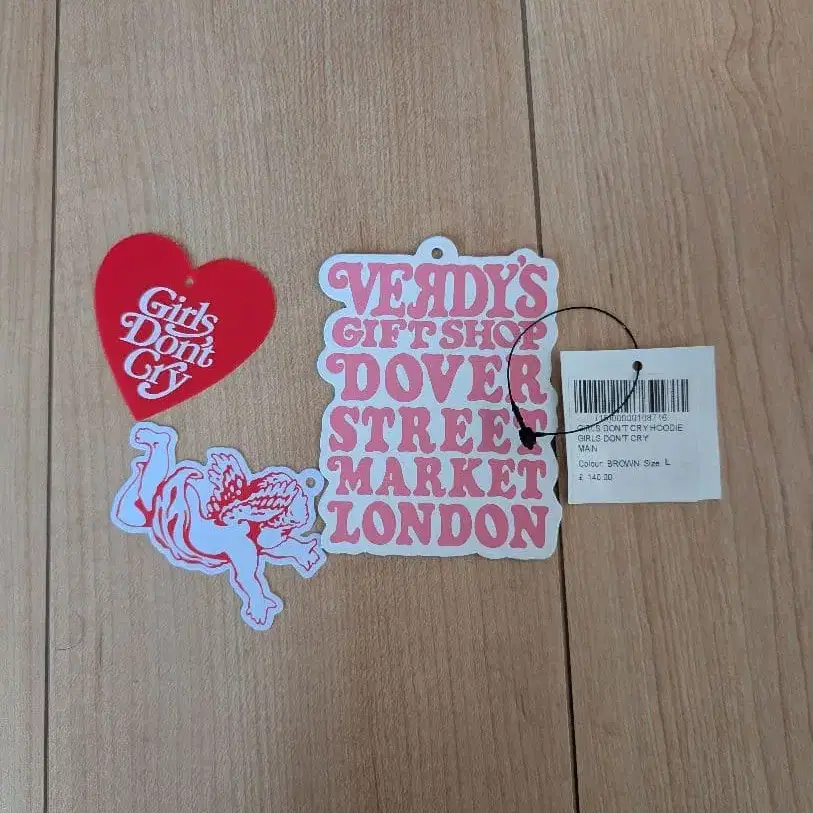 Girls
Don't
Cry
VERDY'S
GIFT SHOP
DOVER
STREET
MARKET
LONDON
GIRLS DON'T CRY HOODIE
GIRLS DON'T CRY
MAIN
Colour: BROWN Size: L
£ 140.00